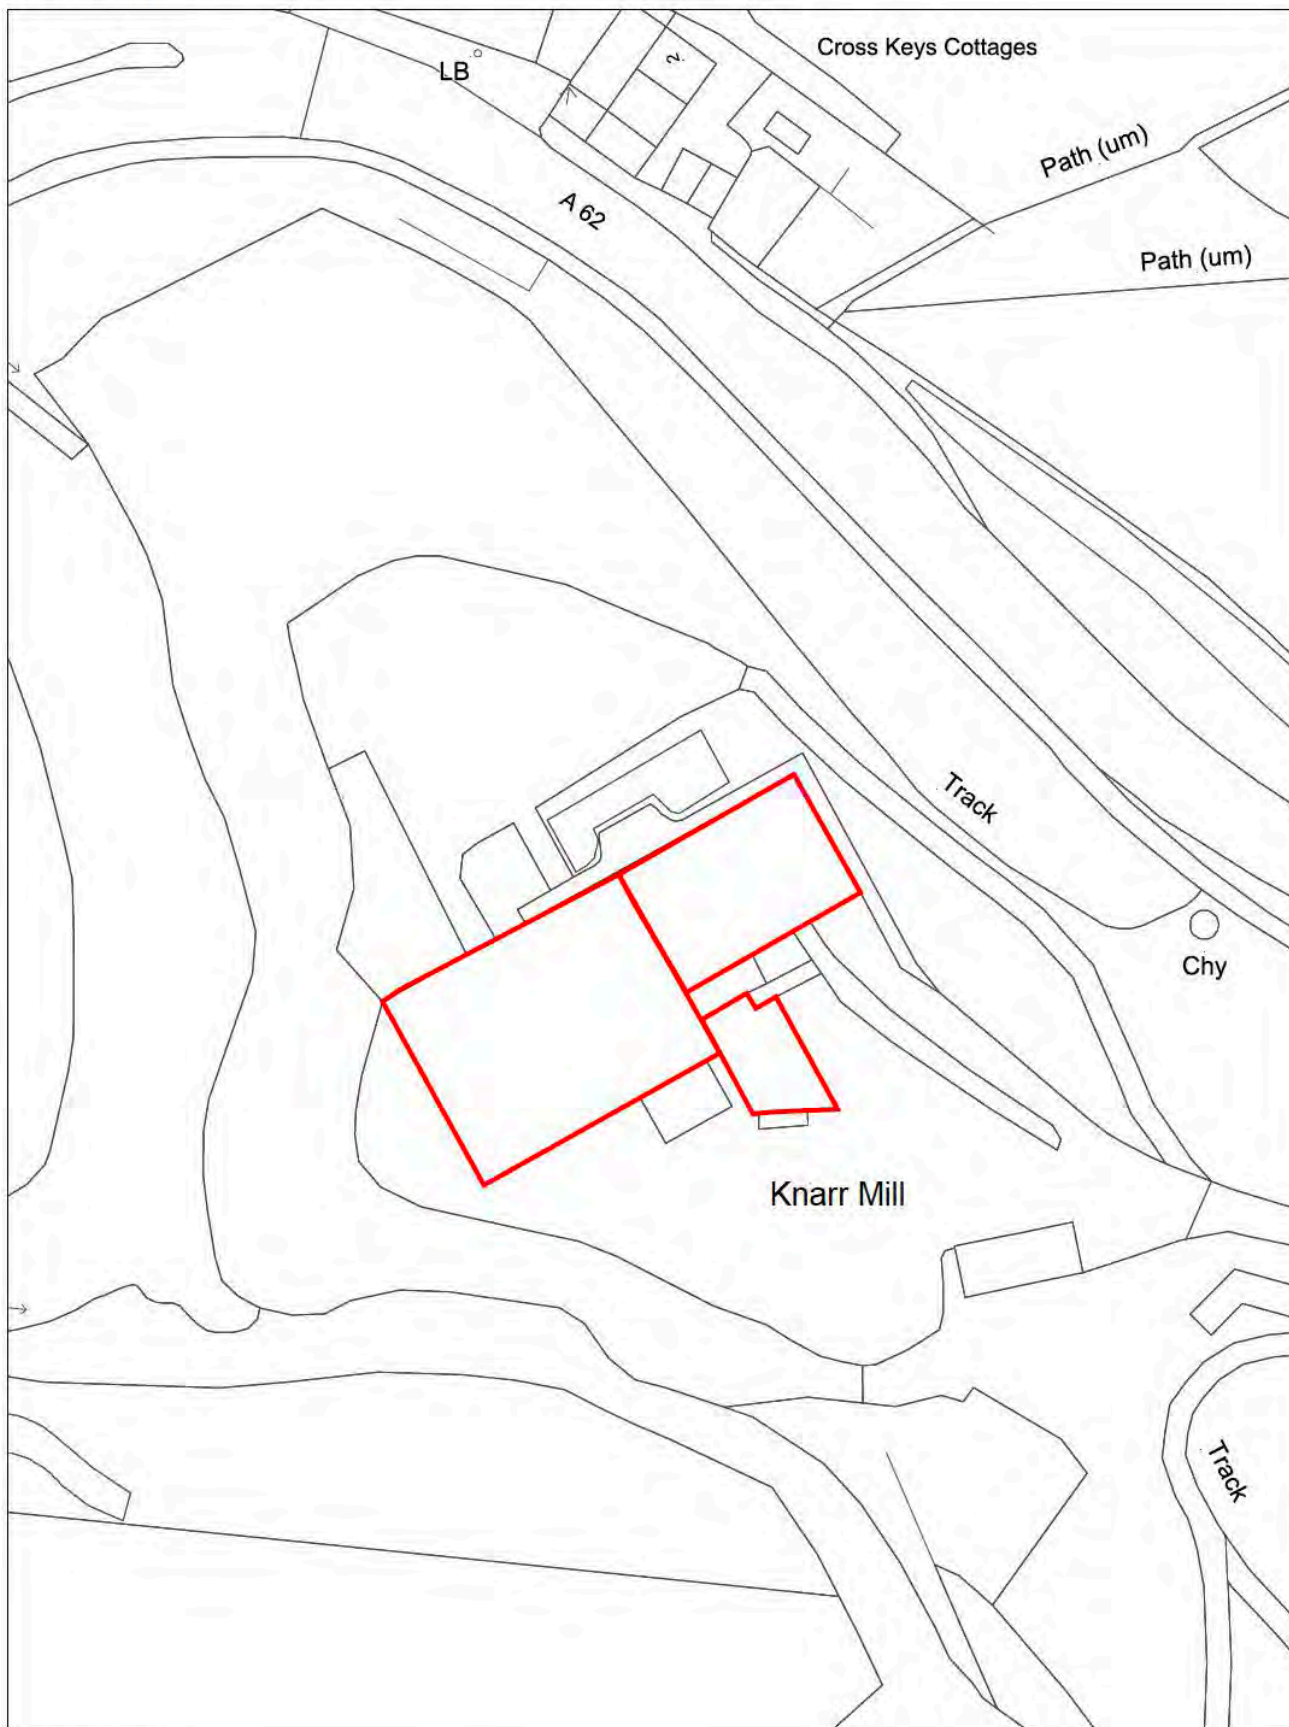 Cross Keys Cottages
LB
2
Path (um)
A 62
Path (um)
Track
Chy
Knarr Mill
Track